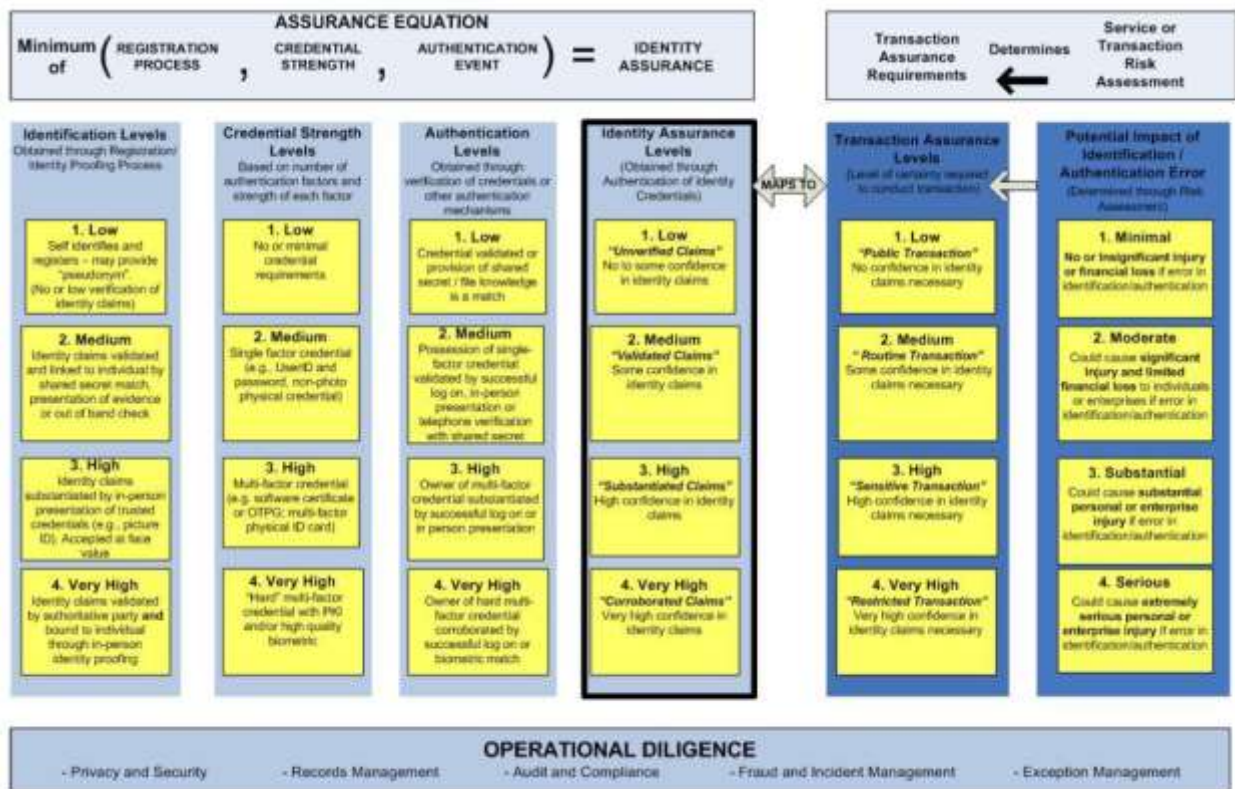 ASSURANCE EQUATION
Minimum of ( REGISTRATION PROCESS , CREDENTIAL STRENGTH , AUTHENTICATION EVENT ) = IDENTITY ASSURANCE
Transaction
Assurance
Requirements
Determines
Service or
Transaction
Risk
Assessment
Identification Levels
Obtained through Registration/
Identity Proofing Process
1. Low
Self identifies and
registers – may provide
"pseudonym".
(No or low verification of
identity claims)
2. Medium
Identity claims validated
and linked to individual by
shared secret match,
presentation of evidence
or out of band check
3. High
Identity claims
substantiated by in-person
presentation of trusted
credentials (e.g., picture
ID). Accepted at face
value
4. Very High
Identity claims validated
by authoritative party and
bound to individual
through in-person
identity proofing
Credential Strength
Levels
Based on number of
authentication factors and
strength of each factor
1. Low
No or minimal
credential
requirements
2. Medium
Single factor credential
(e.g., UserID and
password, non-photo
physical credential)
3. High
Multi-factor credential
(e.g. software certificate
or OTPG; multi-factor
physical ID card)
4. Very High
"Hard" multi-factor
credential with PKI
and/or high quality
biometric
Authentication
Levels
Obtained through
verification of credentials or
other authentication
mechanisms
1. Low
Credential validated or
provision of shared
secret / file knowledge
is a match
2. Medium
Possession of single-
factor credential
validated by successful
log on, in-person
presentation or
telephone verification
with shared secret
3. High
Owner of multi-factor
credential substantiated
by successful log on or
in person presentation
4. Very High
Owner of hard multi-
factor credential
corroborated by
successful log on or
biometric match
Identity Assurance
Levels
(Obtained through
Authentication of Identity
Credentials)
1. Low
"Unverified Claims"
No to some confidence
in identity claims
2. Medium
"Validated Claims"
Some confidence in
identity claims
3. High
"Substantiated Claims"
High confidence in identity
claims
4. Very High
"Corroborated Claims"
Very high confidence in
identity claims
MAPS TO
Transaction Assurance
Levels
(Level of certainty required
to conduct transaction)
1. Low
"Public Transaction"
No confidence in identity
claims necessary
2. Medium
" Routine Transaction"
Some confidence in identity
claims necessary
3. High
"Sensitive Transaction"
High confidence in identity
claims necessary
4. Very High
"Restricted Transaction"
Very high confidence in
identity claims necessary
Potential Impact of
Identification /
Authentication Error
(Determined through Risk
Assessment)
1. Minimal
No or Insignificant injury
or financial loss if error in
identification/authentication
2. Moderate
Could cause significant
injury and limited
financial loss to individuals
or enterprises if error in
identification/authentication
3. Substantial
Could cause substantial
personal or enterprise
injury if error in
identification/authentication
4. Serious
Could cause extremely
serious personal or
enterprise injury if error in
identification/authentication
OPERATIONAL DILIGENCE
- Privacy and Security - Records Management - Audit and Compliance - Fraud and Incident Management - Exception Management